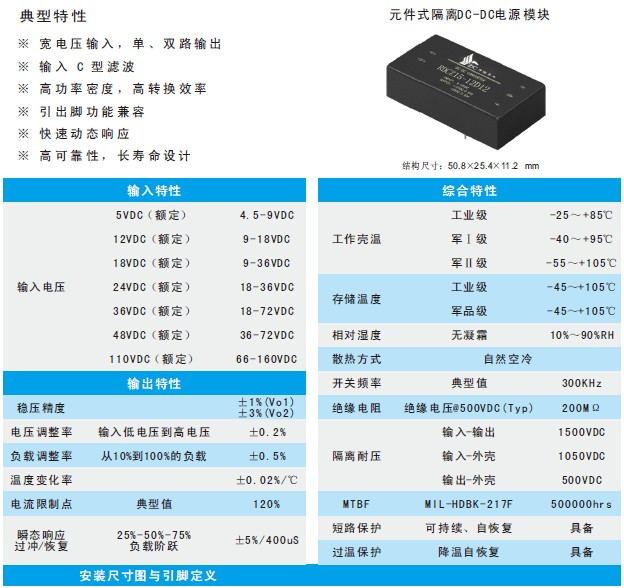 典型特性
※ 宽电压输入，单、双路输出
※ 输入 C 型滤波
※ 高功率密度，高转换效率
※ 引出脚功能兼容
※ 快速动态响应
※ 高可靠性，长寿命设计
元件式隔离DC-DC电源模块
结构尺寸：50.8×25.4×11.2 mm
输入特性
输入电压
5VDC（额定） 4.5-9VDC
12VDC（额定） 9-18VDC
18VDC（额定） 9-36VDC
24VDC（额定） 18-36VDC
36VDC（额定） 18-72VDC
48VDC（额定） 36-72VDC
110VDC（额定） 66-160VDC
输出特性
稳压精度 ±1%(Vo1)
±3%(Vo2)
电压调整率 输入低电压到高电压 ±0.2%
负载调整率 从10%到100%的负载 ±0.5%
温度变化率 ±0.02%/℃
电流限制点 典型值 120%
瞬态响应 25%-50%-75% ±5%/400uS
过冲/恢复 负载阶跃
综合特性
工作壳温
工业级 -25～+85℃
军Ⅰ级 -40～+95℃
军Ⅱ级 -55～+105℃
存储温度
工业级 -45～+105℃
军品级 -45～+105℃
相对湿度 无凝霜 10%～90%RH
散热方式 自然空冷
开关频率 典型值 300KHz
绝缘电阻 绝缘电压@500VDC(Typ) 200MΩ
隔离耐压
输入-输出 1500VDC
输入-外壳 1050VDC
输出-外壳 500VDC
MTBF MIL-HDBK-217F 500000hrs
短路保护 可持续、自恢复 具备
过温保护 降温自恢复 具备
安装尺寸图与引脚定义